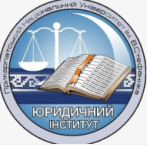 Прикарпатський Національний Університет ім. В.Стефаника
ЮРИДИЧНИЙ
ІНСТИТУТ